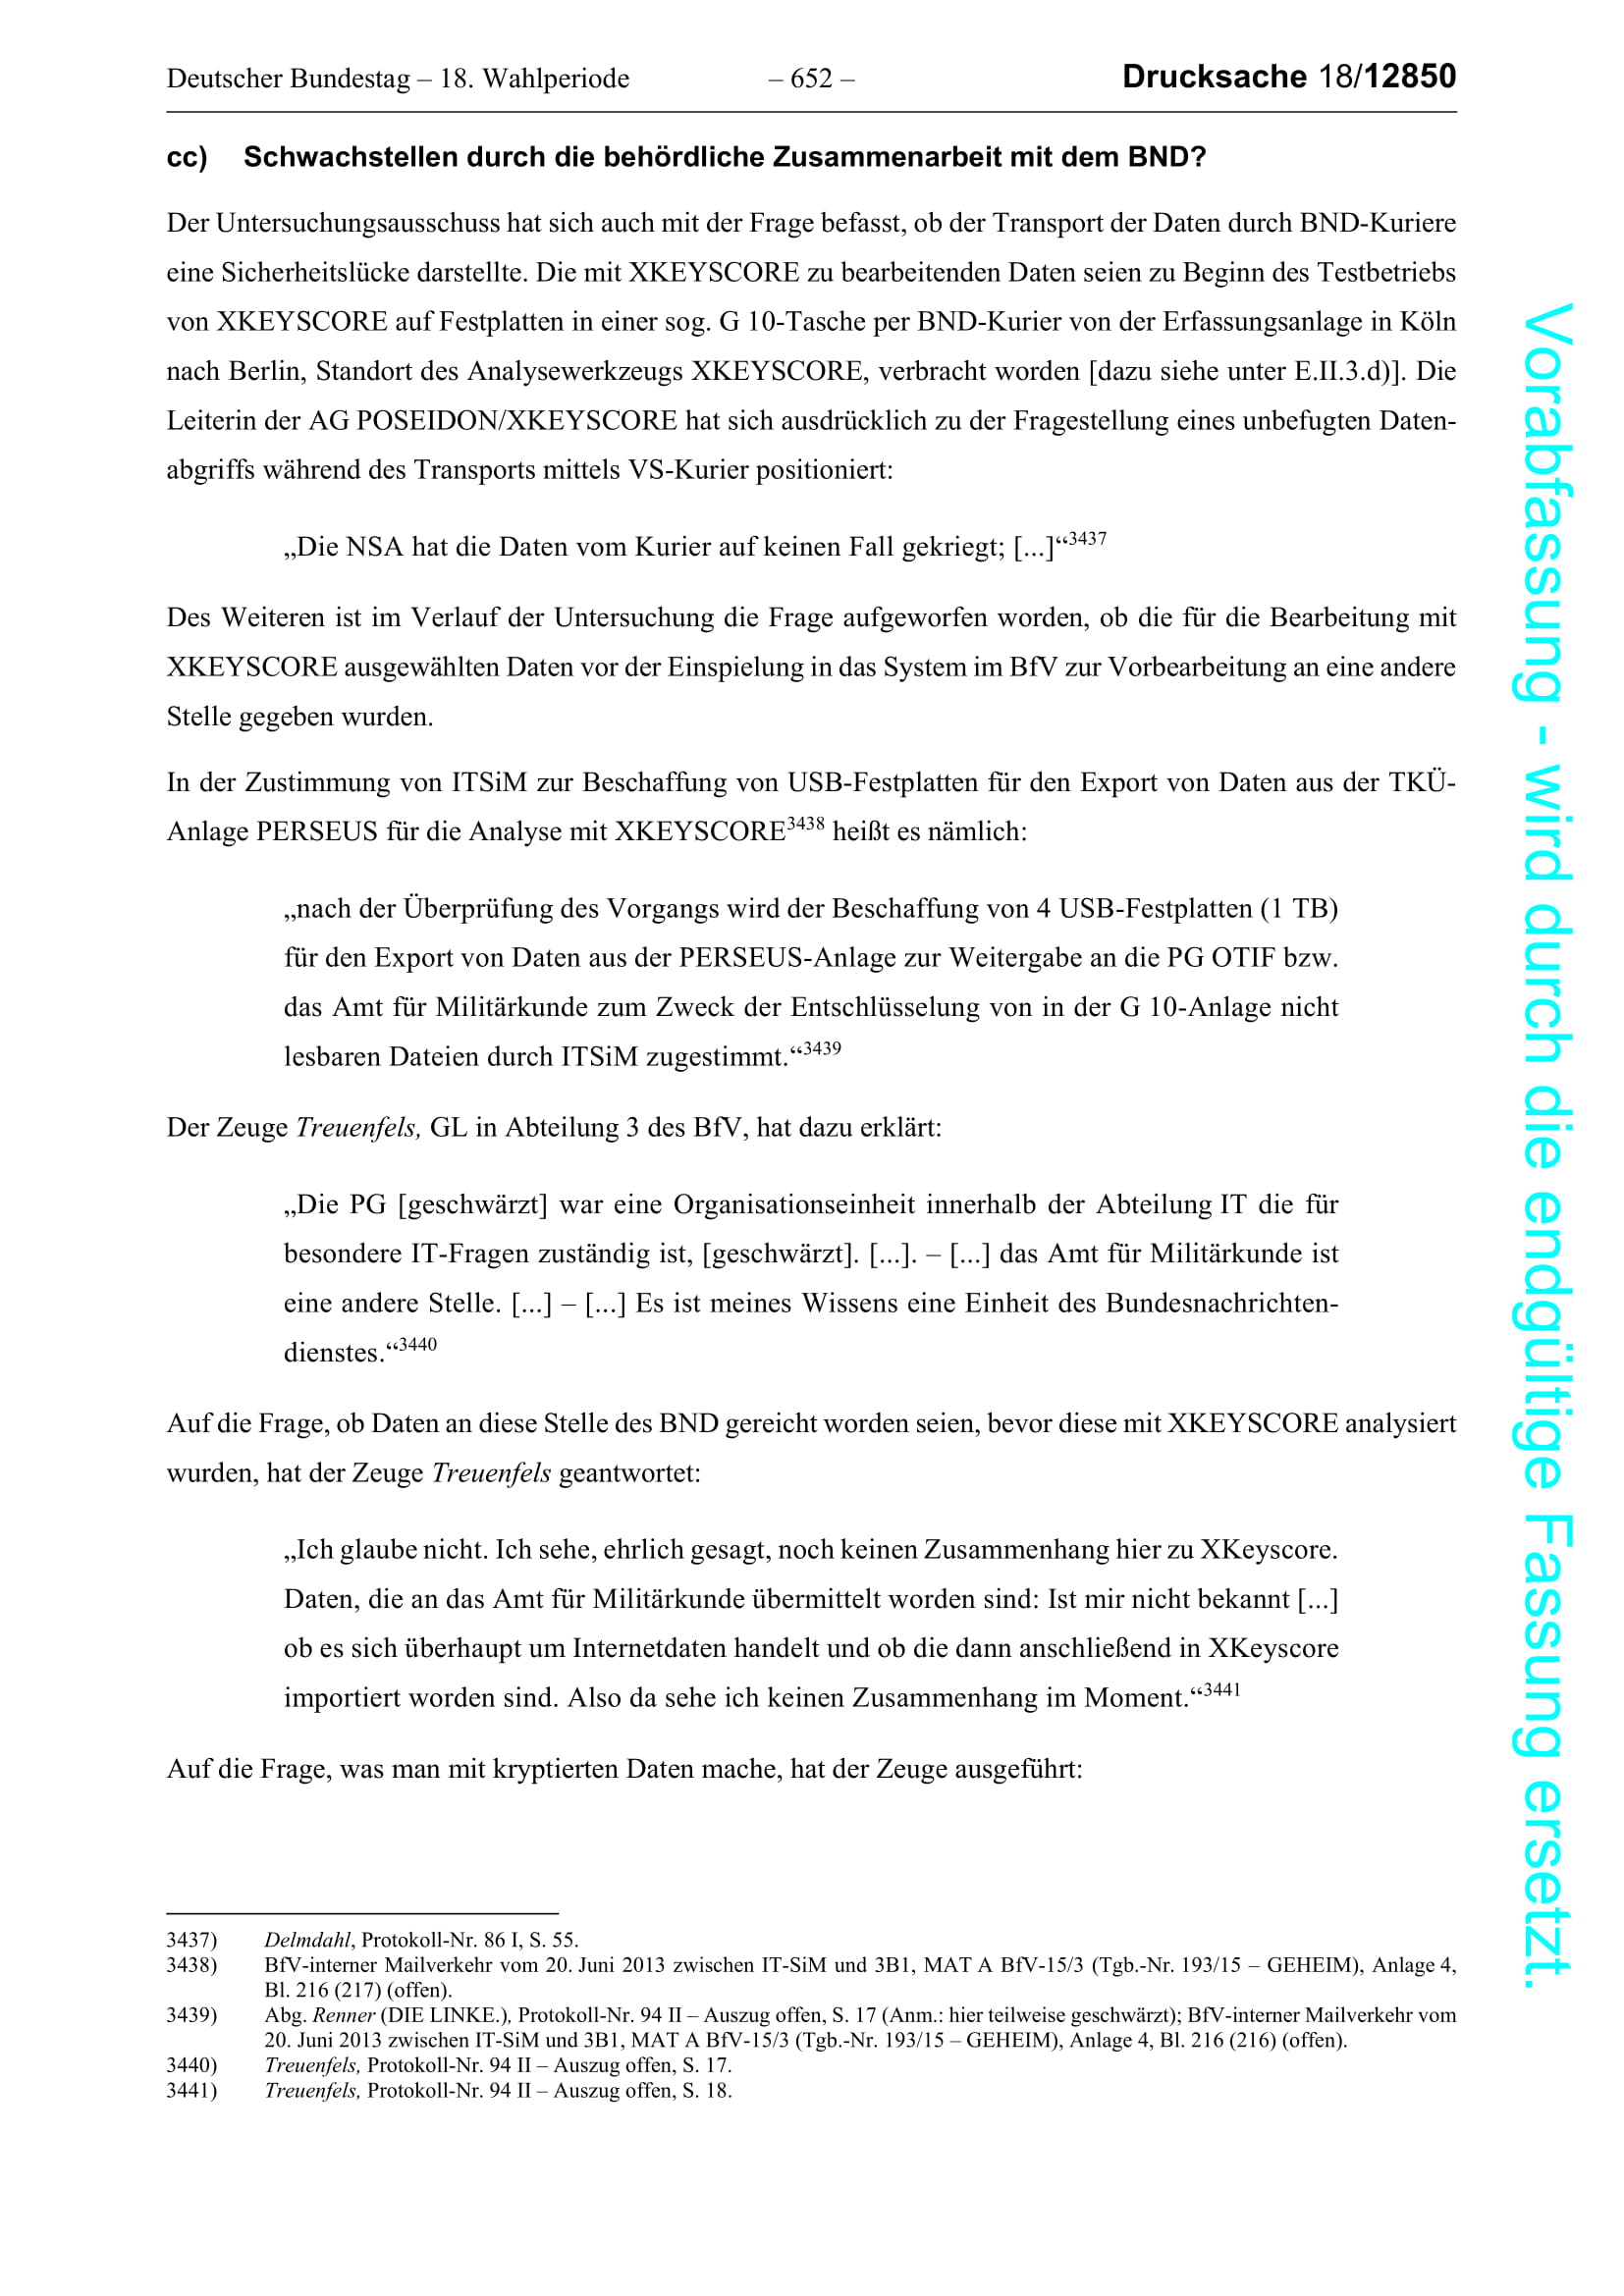 Deutscher Bundestag – 18. Wahlperiode – 652 – Drucksache 18/12850
cc) Schwachstellen durch die behördliche Zusammenarbeit mit dem BND?
Der Untersuchungsausschuss hat sich auch mit der Frage befasst, ob der Transport der Daten durch BND-Kuriere
eine Sicherheitslücke darstellte. Die mit XKEYSCORE zu bearbeitenden Daten seien zu Beginn des Testbetriebs
von XKEYSCORE auf Festplatten in einer sog. G 10-Tasche per BND-Kurier von der Erfassungsanlage in Köln
nach Berlin, Standort des Analysewerkzeugs XKEYSCORE, verbracht worden [dazu siehe unter E.II.3.d)]. Die
Leiterin der AG POSEIDON/XKEYSCORE hat sich ausdrücklich zu der Fragestellung eines unbefugten Daten-
abgriffs während des Transports mittels VS-Kurier positioniert:
„Die NSA hat die Daten vom Kurier auf keinen Fall gekriegt; [...]“3437
Des Weiteren ist im Verlauf der Untersuchung die Frage aufgeworfen worden, ob die für die Bearbeitung mit
XKEYSCORE ausgewählten Daten vor der Einspielung in das System im BfV zur Vorbearbeitung an eine andere
Stelle gegeben wurden.
In der Zustimmung von ITSiM zur Beschaffung von USB-Festplatten für den Export von Daten aus der TKÜ-
Anlage PERSEUS für die Analyse mit XKEYSCORE3438 heißt es nämlich:
„nach der Überprüfung des Vorgangs wird der Beschaffung von 4 USB-Festplatten (1 TB)
für den Export von Daten aus der PERSEUS-Anlage zur Weitergabe an die PG OTIF bzw.
das Amt für Militärkunde zum Zweck der Entschlüsselung von in der G 10-Anlage nicht
lesbaren Dateien durch ITSiM zugestimmt.“3439
Der Zeuge Treuenfels, GL in Abteilung 3 des BfV, hat dazu erklärt:
„Die PG [geschwärzt] war eine Organisationseinheit innerhalb der Abteilung IT die für
besondere IT-Fragen zuständig ist, [geschwärzt]. [...]. – [...] das Amt für Militärkunde ist
eine andere Stelle. [...] – [...] Es ist meines Wissens eine Einheit des Bundesnachrichten-
dienstes.“3440
Auf die Frage, ob Daten an diese Stelle des BND gereicht worden seien, bevor diese mit XKEYSCORE analysiert
wurden, hat der Zeuge Treuenfels geantwortet:
„Ich glaube nicht. Ich sehe, ehrlich gesagt, noch keinen Zusammenhang hier zu XKeyscore.
Daten, die an das Amt für Militärkunde übermittelt worden sind: Ist mir nicht bekannt [...]
ob es sich überhaupt um Internetdaten handelt und ob die dann anschließend in XKeyscore
importiert worden sind. Also da sehe ich keinen Zusammenhang im Moment.“3441
Auf die Frage, was man mit kryptierten Daten mache, hat der Zeuge ausgeführt:
3437) Delmdahl, Protokoll-Nr. 86 I, S. 55.
3438) BfV-interner Mailverkehr vom 20. Juni 2013 zwischen IT-SiM und 3B1, MAT A BfV-15/3 (Tgb.-Nr. 193/15 – GEHEIM), Anlage 4,
Bl. 216 (217) (offen).
3439) Abg. Renner (DIE LINKE.), Protokoll-Nr. 94 II – Auszug offen, S. 17 (Anm.: hier teilweise geschwärzt); BfV-interner Mailverkehr vom
20. Juni 2013 zwischen IT-SiM und 3B1, MAT A BfV-15/3 (Tgb.-Nr. 193/15 – GEHEIM), Anlage 4, Bl. 216 (216) (offen).
3440) Treuenfels, Protokoll-Nr. 94 II – Auszug offen, S. 17.
3441) Treuenfels, Protokoll-Nr. 94 II – Auszug offen, S. 18.
Vorabfassung - wird durch die endgültige Fassung ersetzt.